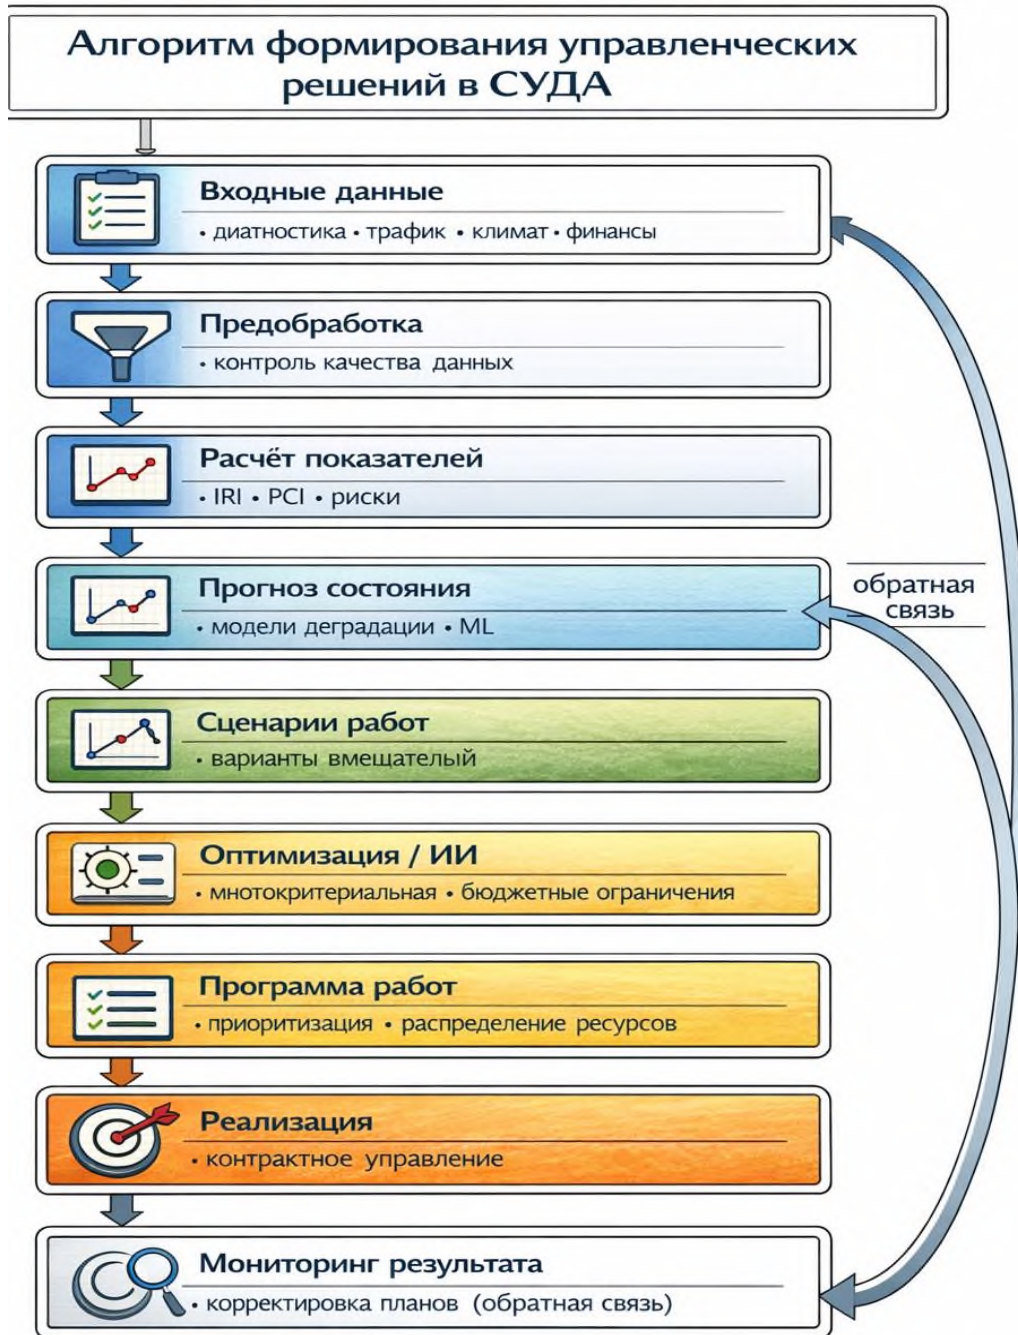 Алгоритм формирования управленческих
решений в СУДА
Входные данные
• диатностика • трафик • климат • финансы
Предобработка
• контроль качества данных
Расчёт показателей
• IRI • PCI • риски
Прогноз состояния
• модели деградации • ML
обратная
связь
Сценарии работ
• варианты вмещателый
Оптимизация / ИИ
• мнотокритериальная • бюджетные ограничения
Программа работ
• приоритизация • распределение ресурсов
Реализация
• контрактное управление
Мониторинг результата
• корректировка планов (обратная связь)